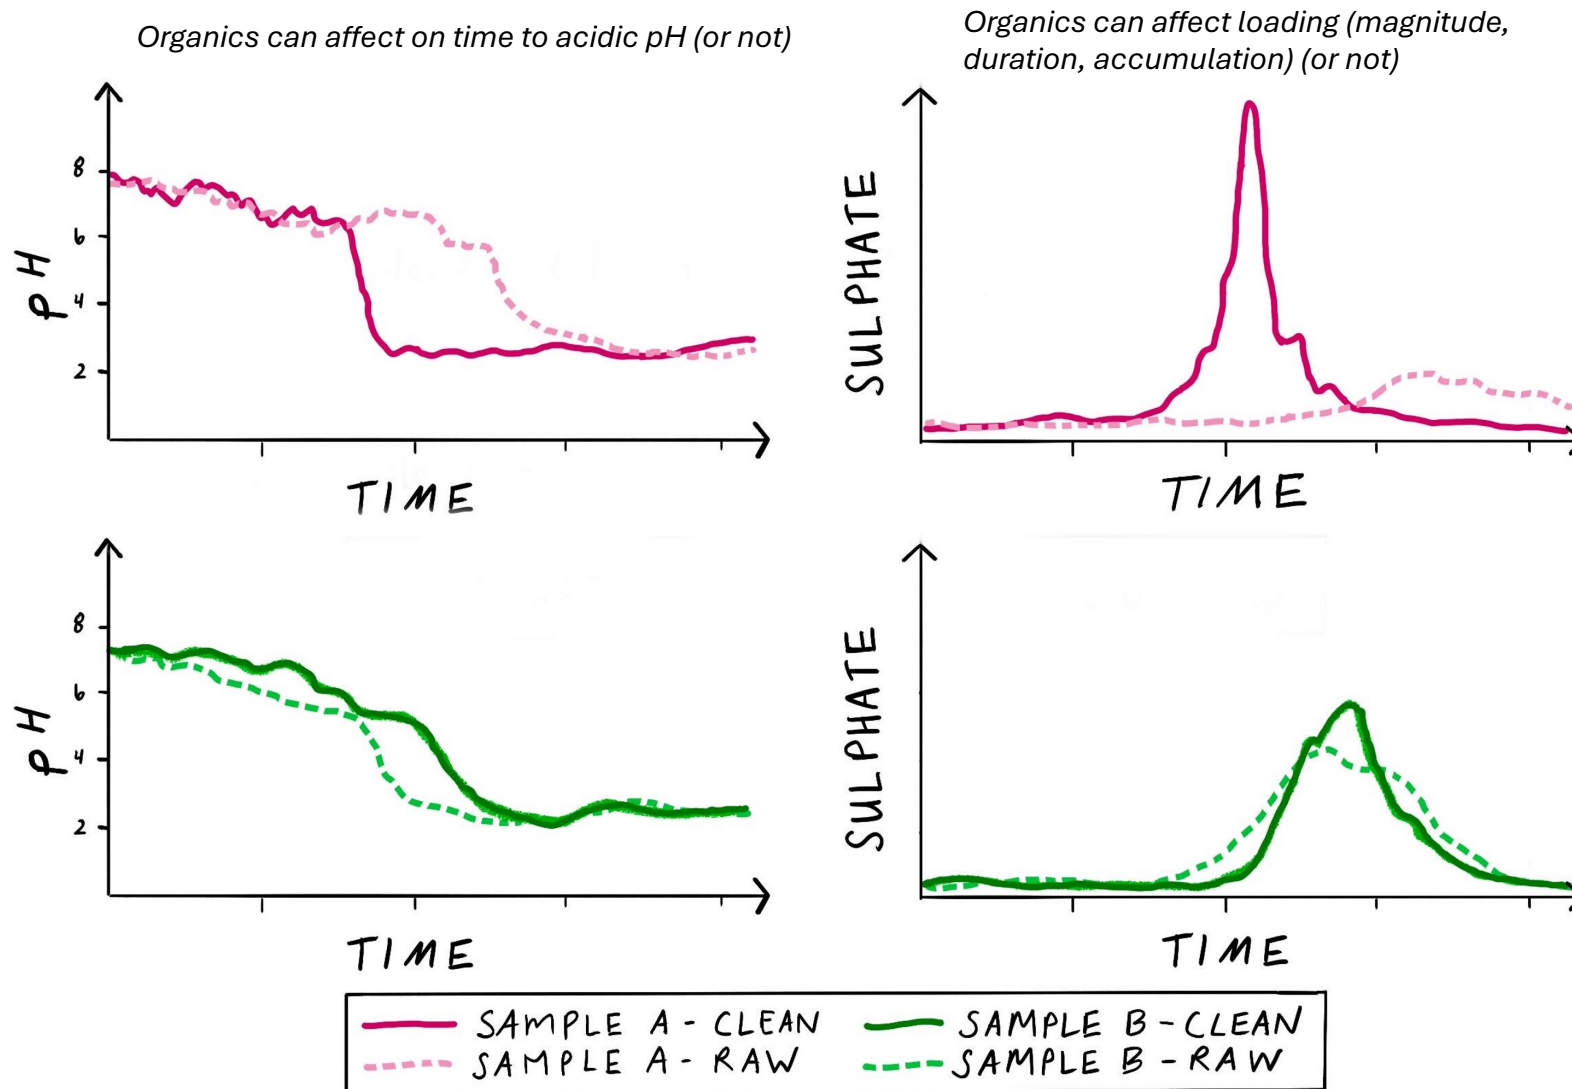 Organics can affect on time to acidic pH (or not)
Organics can affect loading (magnitude,
duration, accumulation) (or not)
8
6
4
2
pH
TIME
SULPHATE
TIME
8
6
4
2
pH
TIME
SULPHATE
TIME
SAMPLE A - CLEAN
SAMPLE B - CLEAN
SAMPLE A - RAW
SAMPLE B - RAW